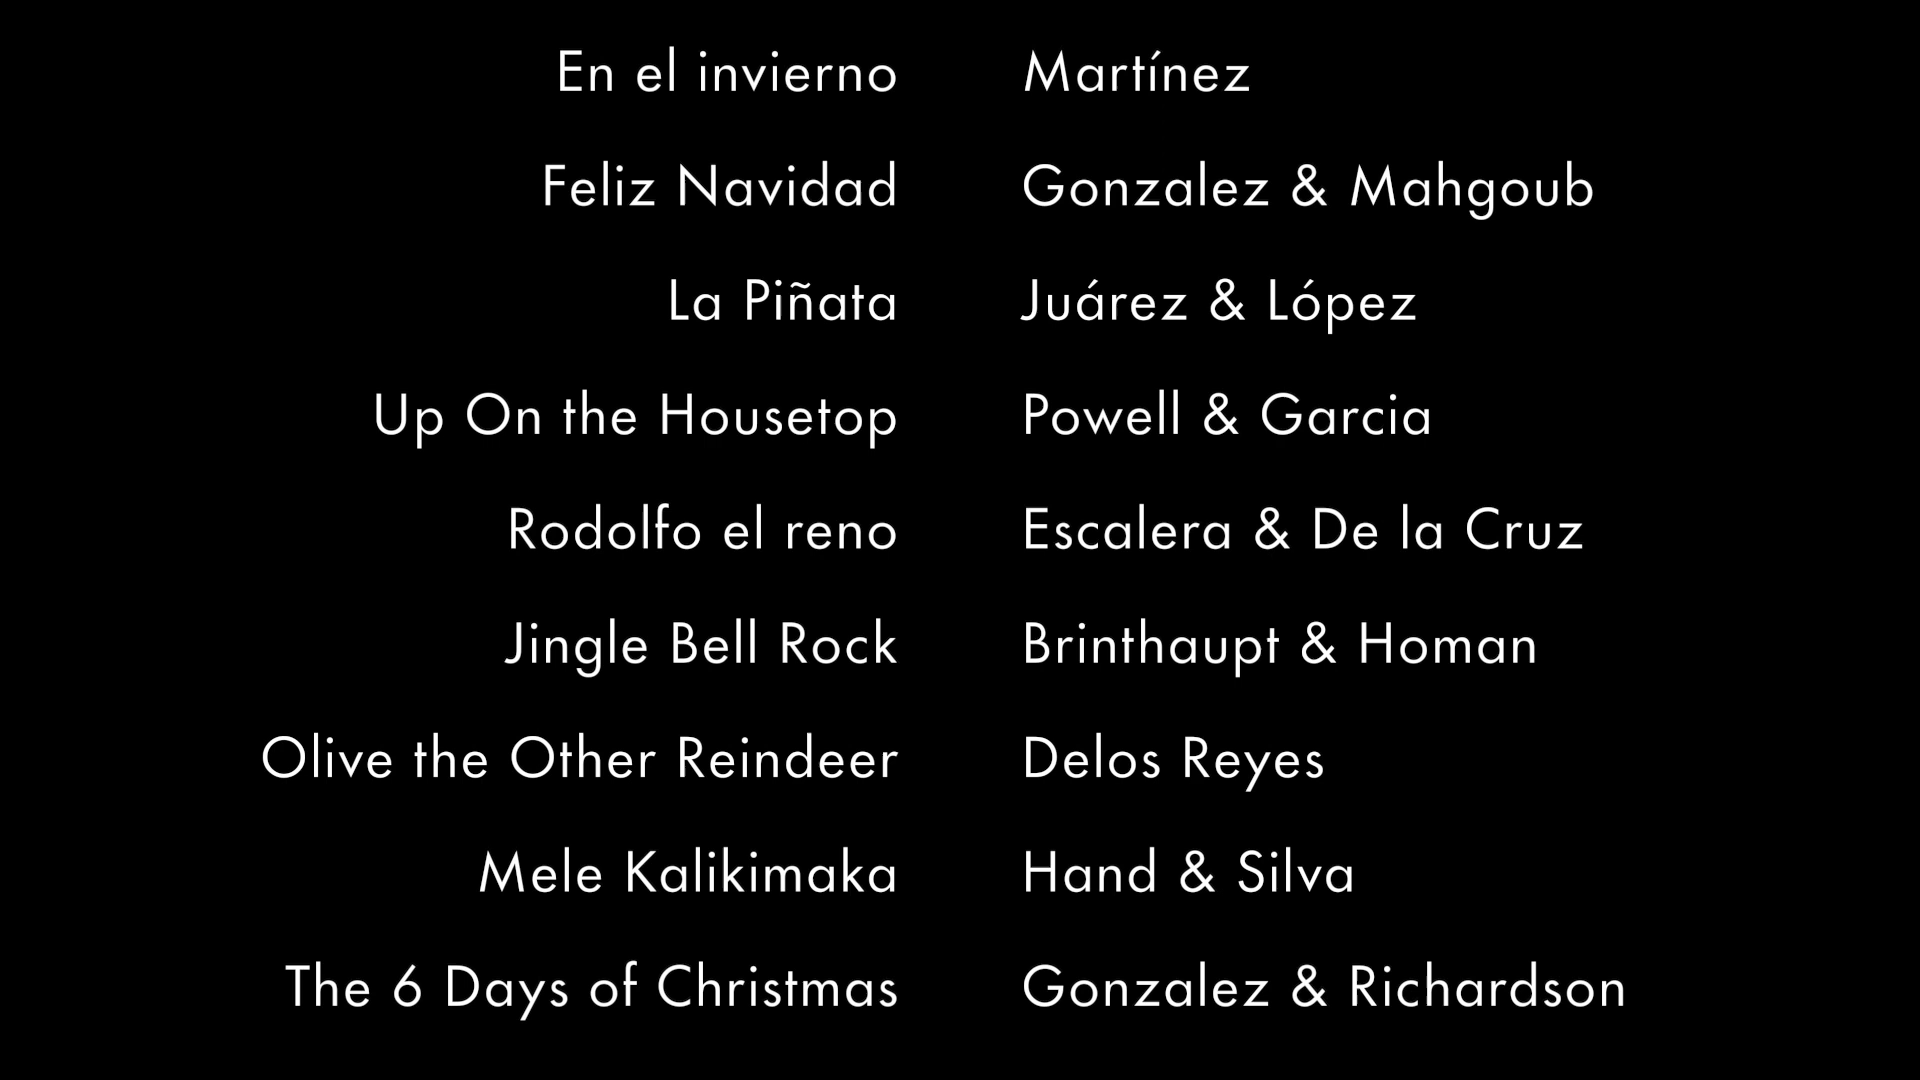 En el invierno Martínez
Feliz Navidad Gonzalez & Mahgoub
La Piñata Juárez & López
Up On the Housetop Powell & Garcia
Rodolfo el reno Escalera & De la Cruz
Jingle Bell Rock Brinthaupt & Homan
Olive the Other Reindeer Delos Reyes
Mele Kalikimaka Hand & Silva
The 6 Days of Christmas Gonzalez & Richardson